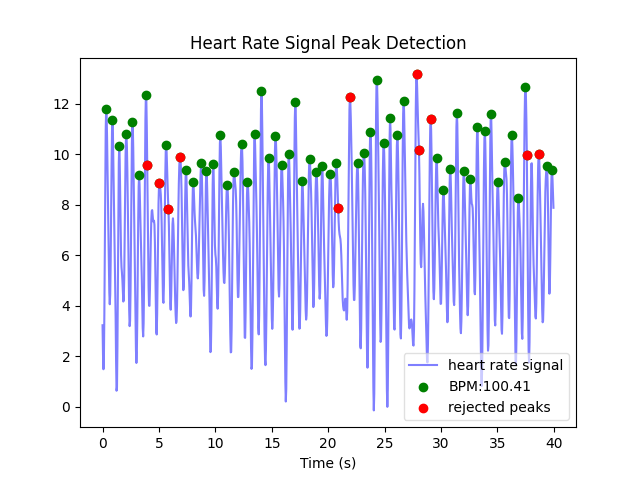 Heart Rate Signal Peak Detection
12
10
8
6
4
2
0
heart rate signal
BPM:100.41
rejected peaks
0 5 10 15 20 25 30 35 40
Time (s)